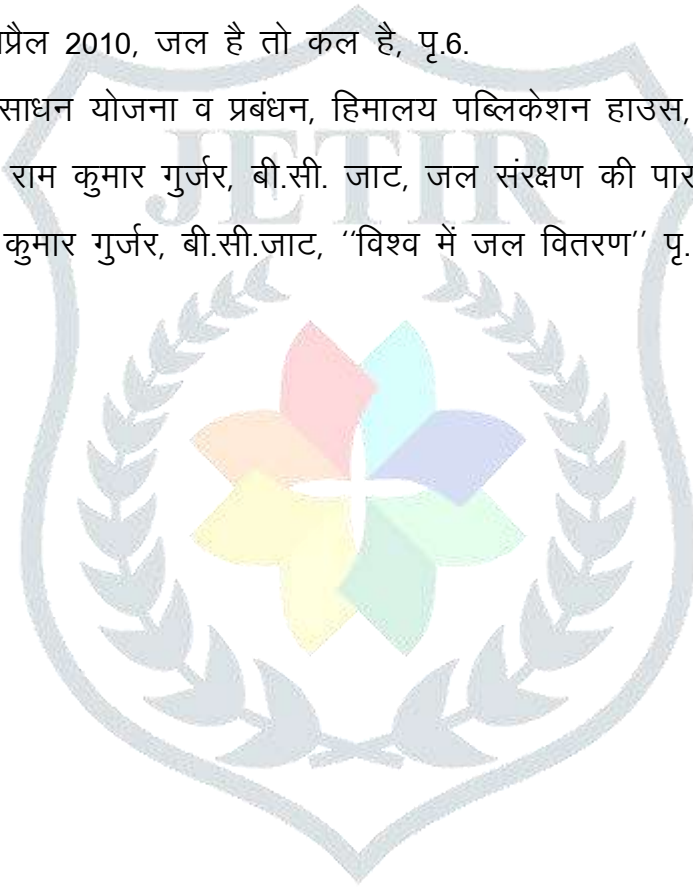 प्रैल 2010, जल है तो कल है, पृ.6.
साधन योजना व प्रबंधन, हिमालय पब्लिकेशन हाउस,
राम कुमार गुर्जर, बी.सी. जाट, जल संरक्षण की पार
कुमार गुर्जर, बी.सी.जाट, ‘‘विश्व में जल वितरण’’ पृ.
JETIR